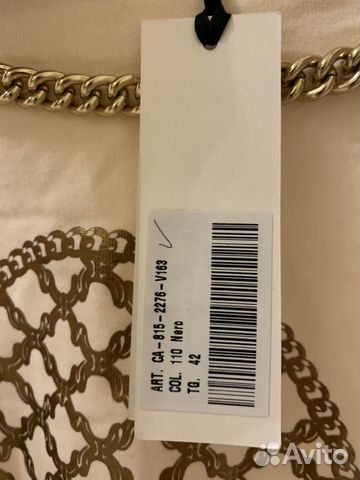 ART. CA-815-2276-V163
COL. 110 Nero
TG. 42
Avito